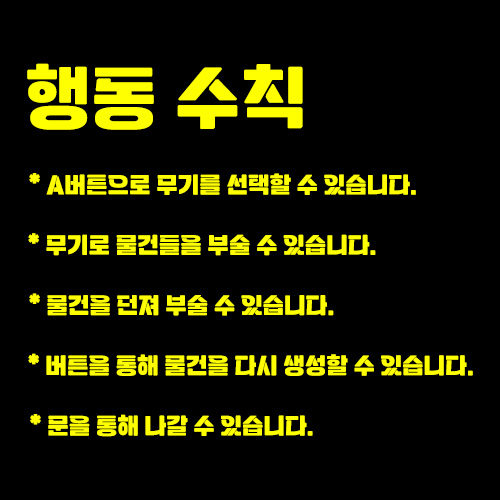 행동 수칙
* A버튼으로 무기를 선택할 수 있습니다.
* 무기로 물건들을 부술 수 있습니다.
* 물건을 던져 부술 수 있습니다.
* 버튼을 통해 물건을 다시 생성할 수 있습니다.
* 문을 통해 나갈 수 있습니다.